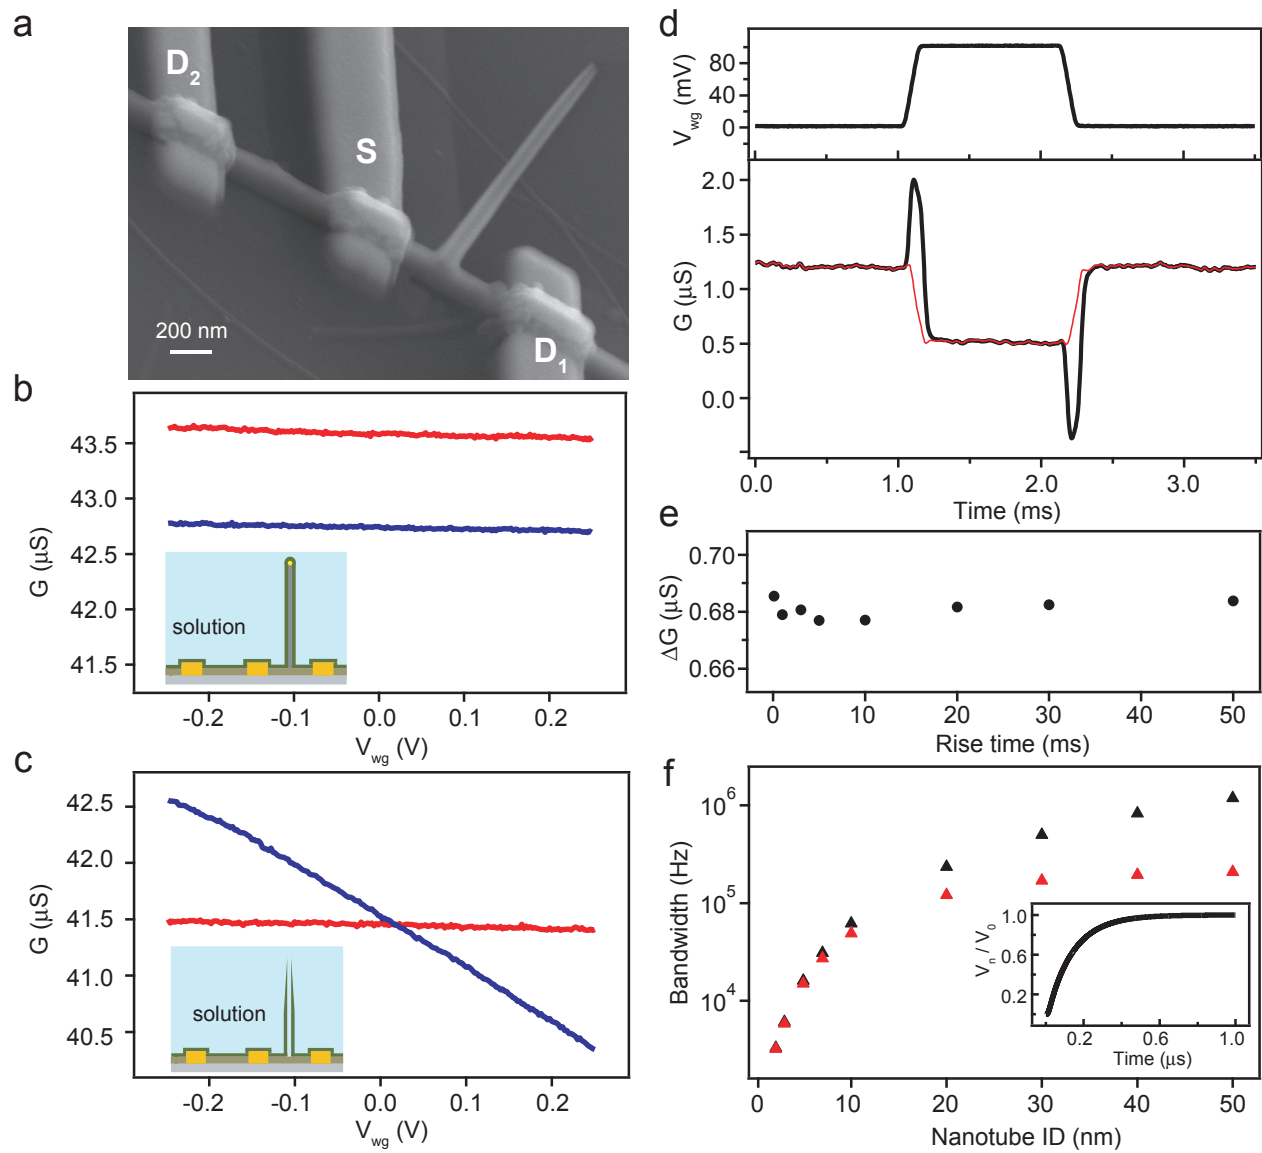 a
D2
S
D1
200 nm
b
G (μS)
43.5
43.0
42.5
42.0
41.5
solution
-0.2 -0.1 0.0 0.1 0.2
Vwg (V)
c
G (μS)
42.5
42.0
41.5
41.0
40.5
solution
-0.2 -0.1 0.0 0.1 0.2
Vwg (V)
d
Vwg (mV)
80
40
0
G (μS)
2.0
1.5
1.0
0.5
0.0
0.0 1.0 2.0 3.0
Time (ms)
e
ΔG (μS)
0.70
0.68
0.66
0 10 20 30 40 50
Rise time (ms)
f
Bandwidth (Hz)
10^6
10^5
10^4
Vn / V0
1.0
0.6
0.2
0.2 0.6 1.0
Time (μs)
0 10 20 30 40 50
Nanotube ID (nm)